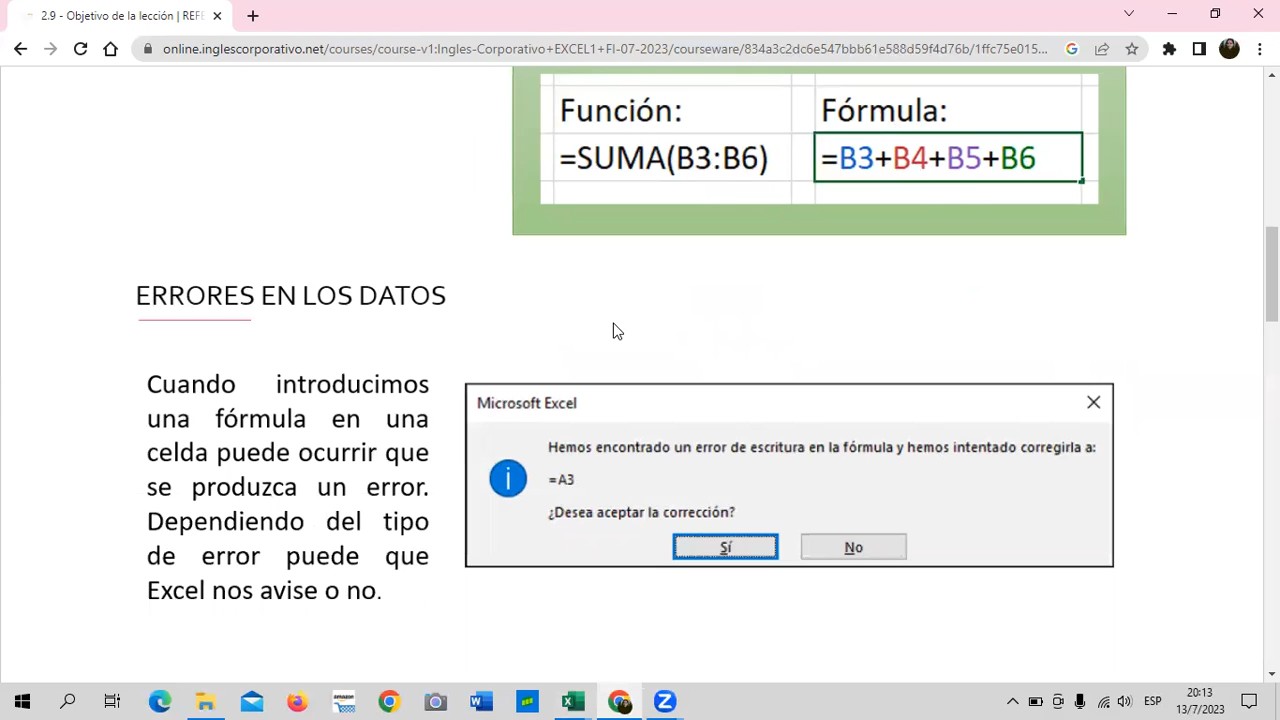 2.9 - Objetivo de la lección | REFE
online.inglescorporativo.net/courses/course-v1:Ingles-Corporativo+EXCEL1+FI-07-2023/courseware/834a3c2dc5e547bbb61e588d59f4d76b/1ffc75e015...
Función:
Fórmula:
=SUMA(B3:B6)
=B3+B4+B5+B6
ERRORES EN LOS DATOS
Cuando introducimos
una fórmula en una
celda puede ocurrir que
se produzca un error.
Dependiendo del tipo
de error puede que
Excel nos avise o no.
Microsoft Excel
Hemos encontrado un error de escritura en la fórmula y hemos intentado corregirla a:
=A3
¿Desea aceptar la corrección?
Sí
No
ESP
20:13
13/7/2023